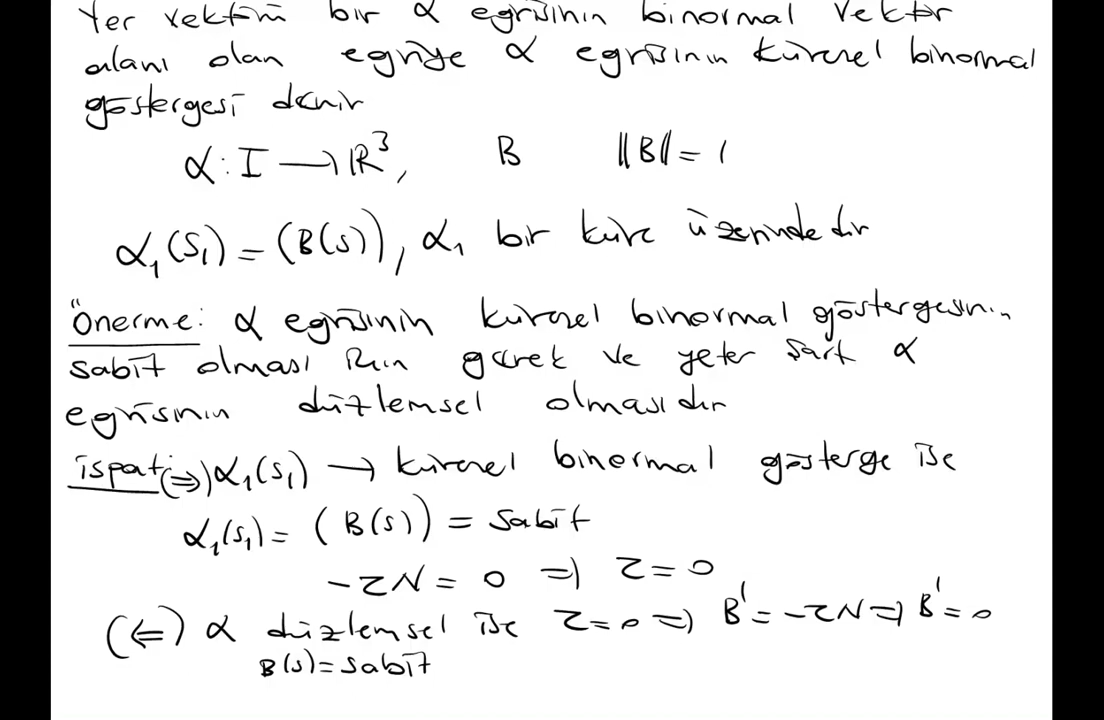 Yer vektörü bir α eğrisinin binormal vektör
alanı olan eğriye α eğrisinin küresel binormal
göstergesi denir
α : I → ℝ³, B ‖B‖ = 1
α₁(s₁) = (B(s)), α₁ bir küre üzerindedir
Önerme: α eğrisinin küresel binormal göstergesinin
sabit olması için gerek ve yeter şart α
eğrisinin düzlemsel olmasıdır
ispat (⇒) α₁(s₁) → küresel binormal gösterge ise
α₁(s₁) = (B(s)) = sabit
-τN = 0 ⇒ τ = 0
(⇐) α düzlemsel ise τ = 0 ⇒ B' = -τN ⇒ B' = 0
B(s) = sabit